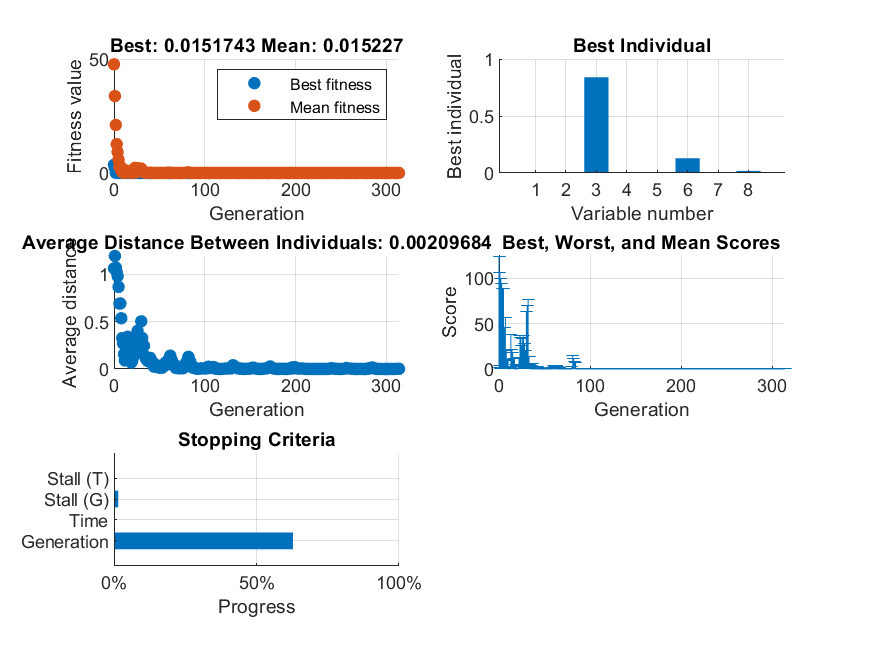 Best: 0.0151743 Mean: 0.015227
Fitness value
50
0
Best fitness
Mean fitness
0 100 200 300
Generation
Best Individual
Best individual
1
0.5
0
1 2 3 4 5 6 7 8
Variable number
Average Distance Between Individuals: 0.00209684
Average distance
1
0.5
0
0 100 200 300
Generation
Best, Worst, and Mean Scores
Score
100
50
0
0 100 200 300
Generation
Stopping Criteria
Stall (T)
Stall (G)
Time
Generation
0% 50% 100%
Progress